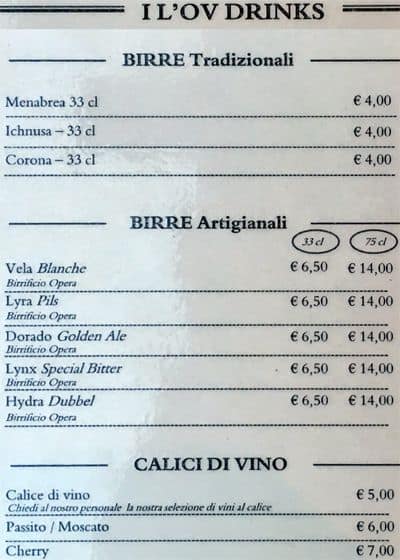 I L'OV DRINKS
BIRRE Tradizionali
Menabrea 33 cl € 4,00
Ichnusa – 33 cl € 4,00
Corona – 33 cl € 4,00
BIRRE Artigianali
33 cl 75 cl
Vela Blanche € 6,50 € 14,00
Birrificio Opera
Lyra Pils € 6,50 € 14,00
Birrificio Opera
Dorado Golden Ale € 6,50 € 14,00
Birrificio Opera
Lynx Special Bitter € 6,50 € 14,00
Birrificio Opera
Hydra Dubbel € 6,50 € 14,00
Birrificio Opera
CALICI DI VINO
Calice di vino € 5,00
Chiedi al nostro personale la nostra selezione di vini al calice
Passito / Moscato € 6,00
Cherry € 7,00